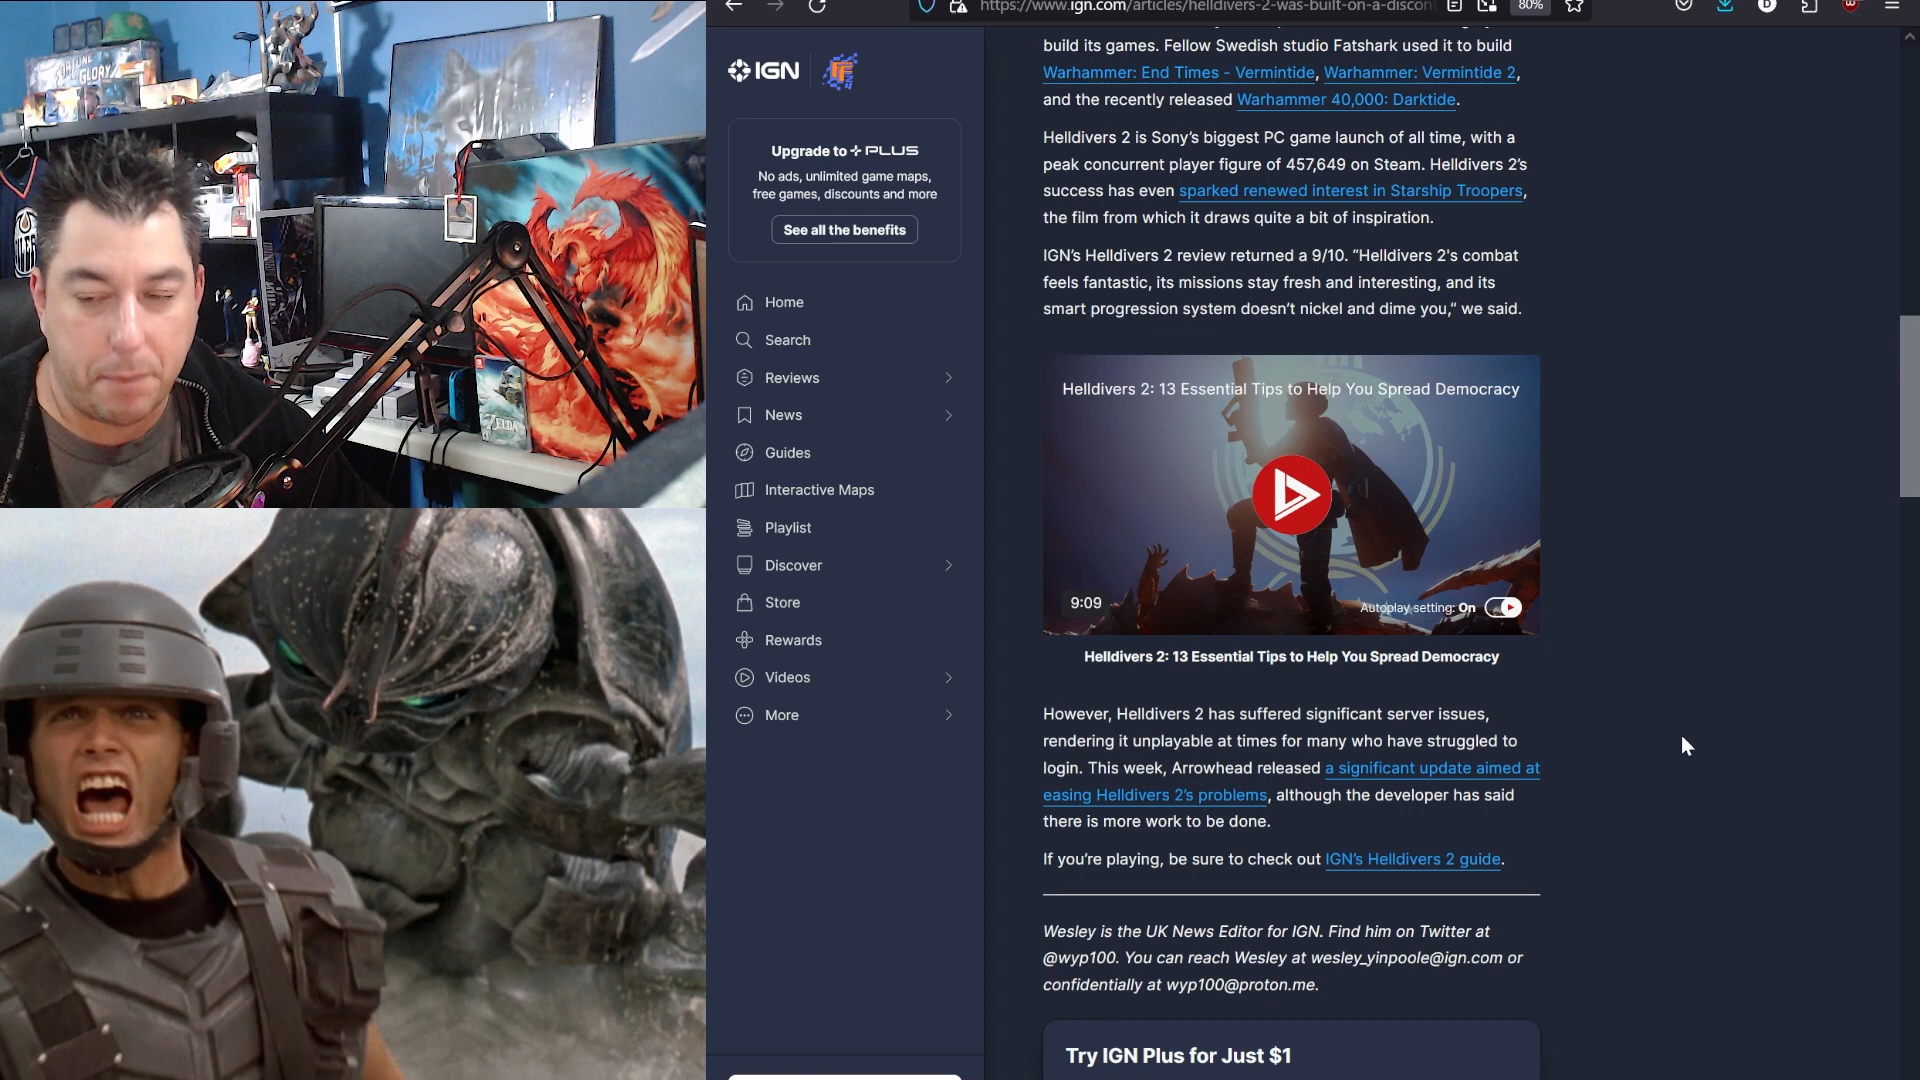 https://www.ign.com/articles/helldivers-2-was-built-on-a-discon
80%
FORTUNE
GLORY
ZELDA
IGN
Upgrade to PLUS
No ads, unlimited game maps,
free games, discounts and more
See all the benefits
Home
Search
Reviews
News
Guides
Interactive Maps
Playlist
Discover
Store
Rewards
Videos
More
build its games. Fellow Swedish studio Fatshark used it to build
Warhammer: End Times - Vermintide, Warhammer: Vermintide 2,
and the recently released Warhammer 40,000: Darktide.
Helldivers 2 is Sony’s biggest PC game launch of all time, with a
peak concurrent player figure of 457,649 on Steam. Helldivers 2’s
success has even sparked renewed interest in Starship Troopers,
the film from which it draws quite a bit of inspiration.
IGN’s Helldivers 2 review returned a 9/10. “Helldivers 2's combat
feels fantastic, its missions stay fresh and interesting, and its
smart progression system doesn’t nickel and dime you,” we said.
Helldivers 2: 13 Essential Tips to Help You Spread Democracy
9:09
Autoplay setting: On
Helldivers 2: 13 Essential Tips to Help You Spread Democracy
However, Helldivers 2 has suffered significant server issues,
rendering it unplayable at times for many who have struggled to
login. This week, Arrowhead released a significant update aimed at
easing Helldivers 2’s problems, although the developer has said
there is more work to be done.
If you’re playing, be sure to check out IGN’s Helldivers 2 guide.
Wesley is the UK News Editor for IGN. Find him on Twitter at
@wyp100. You can reach Wesley at wesley_yinpoole@ign.com or
confidentially at wyp100@proton.me.
Try IGN Plus for Just $1